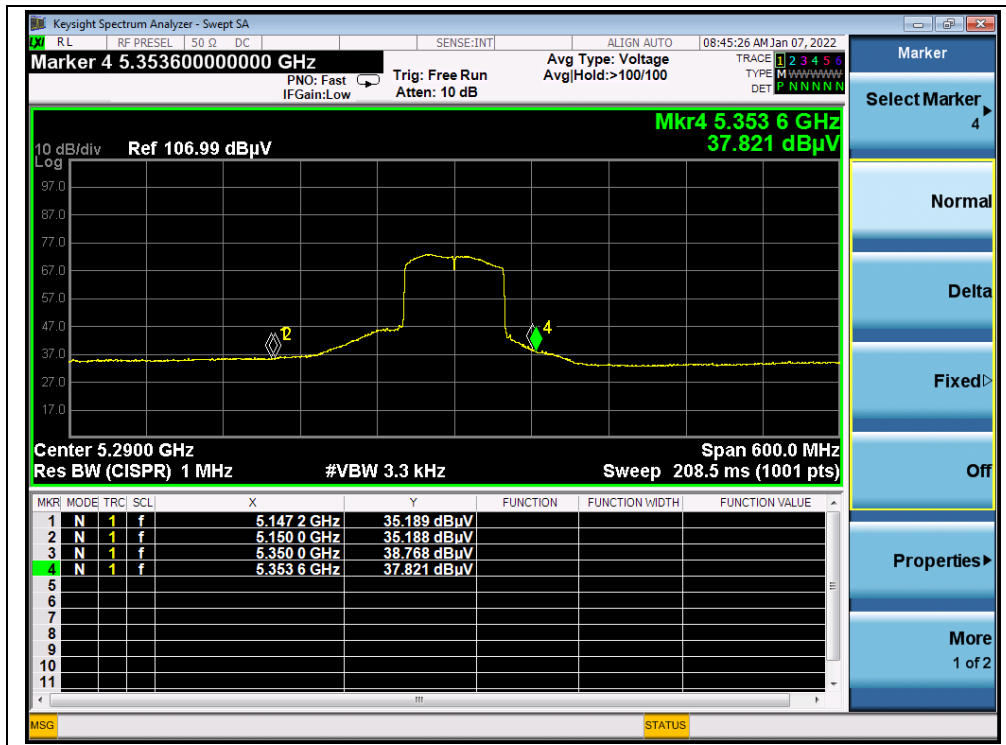 Keysight Spectrum Analyzer - Swept SA
LXI RL RF PRESEL 50 Ω DC SENSE:INT ALIGN AUTO 08:45:26 AM Jan 07, 2022
Marker 4 5.353600000000 GHz
PNO: Fast
IFGain:Low
Trig: Free Run
Atten: 10 dB
Avg Type: Voltage
Avg|Hold:>100/100
TRACE 1 2 3 4 5 6
TYPE M WWWWW
DET P N N N N N
Mkr4 5.353 6 GHz
37.821 dBµV
10 dB/div Ref 106.99 dBµV
Log
97.0
87.0
77.0
67.0
57.0
47.0
37.0
27.0
17.0
1 2
4
Center 5.2900 GHz Span 600.0 MHz
Res BW (CISPR) 1 MHz #VBW 3.3 kHz Sweep 208.5 ms (1001 pts)
MKR MODE TRC SCL X Y FUNCTION FUNCTION WIDTH FUNCTION VALUE
1 N 1 f 5.147 2 GHz 35.189 dBµV
2 N 1 f 5.150 0 GHz 35.188 dBµV
3 N 1 f 5.350 0 GHz 38.768 dBµV
4 N 1 f 5.353 6 GHz 37.821 dBµV
5
6
7
8
9
10
11
MSG STATUS
Marker
Select Marker
4
Normal
Delta
Fixed
Off
Properties
More
1 of 2